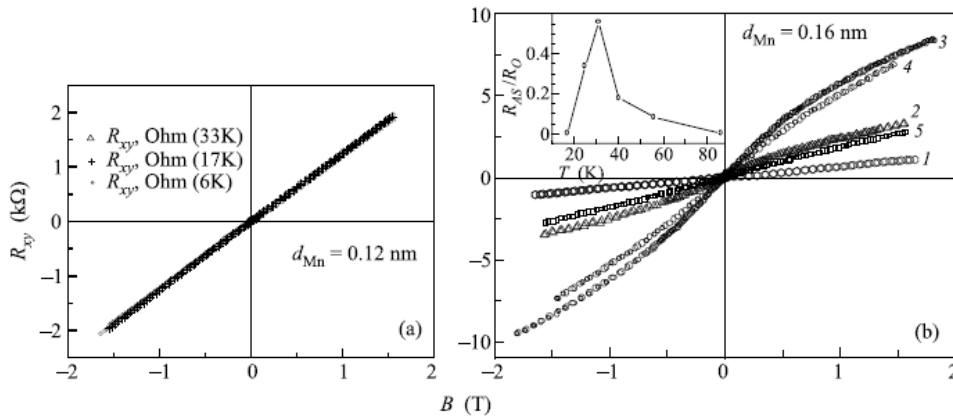 R_xy (kΩ)
2
1
0
−1
−2
△ R_xy, Ohm (33K)
+ R_xy, Ohm (17K)
R_xy, Ohm (6K)
d_Mn = 0.12 nm
(a)
−2 −1 0 1 2
10
5
0
−5
−10
R_AS/R_O
0.4
0.2
0
20 40 60 80
T (K)
d_Mn = 0.16 nm
3
4
2
5
1
(b)
−2 −1 0 1 2
B (T)